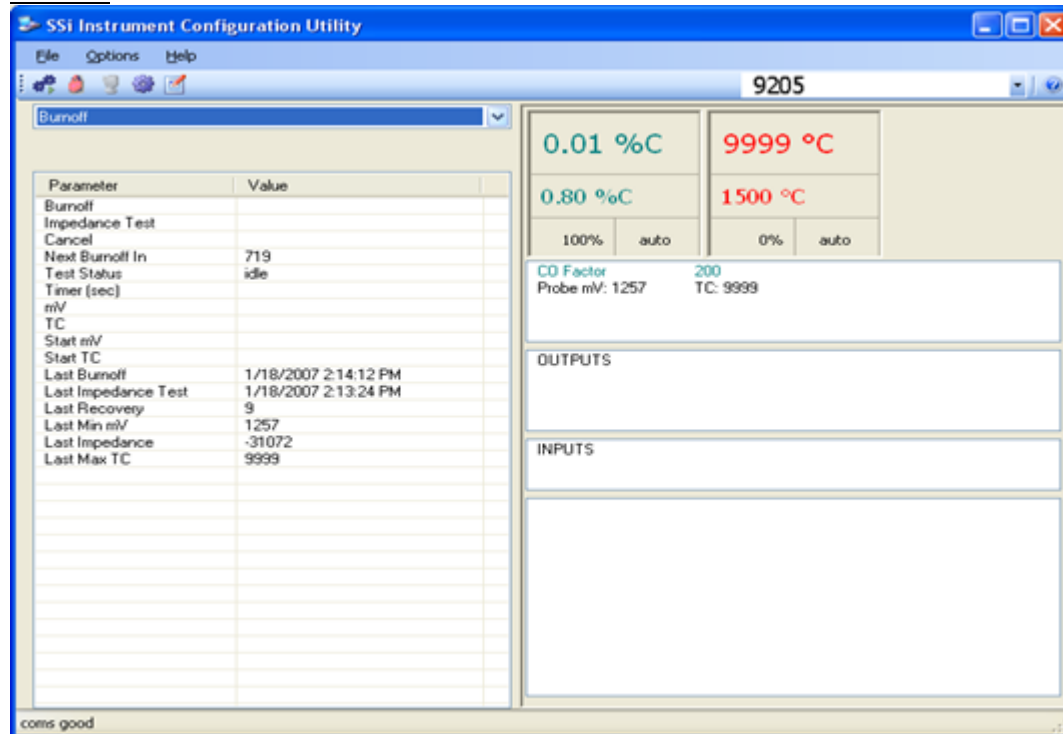 SSi Instrument Configuration Utility
File Options Help
9205
Burnoff
Parameter Value
Burnoff
Impedance Test
Cancel
Next Burnoff In 719
Test Status idle
Timer (sec)
mV
TC
Start mV
Start TC
Last Burnoff 1/18/2007 2:14:12 PM
Last Impedance Test 1/18/2007 2:13:24 PM
Last Recovery 9
Last Min mV 1257
Last Impedance -31072
Last Max TC 9999
0.01 %C 9999 °C
0.80 %C 1500 °C
100% auto 0% auto
CO Factor 200
Probe mV: 1257 TC: 9999
OUTPUTS
INPUTS
coms good